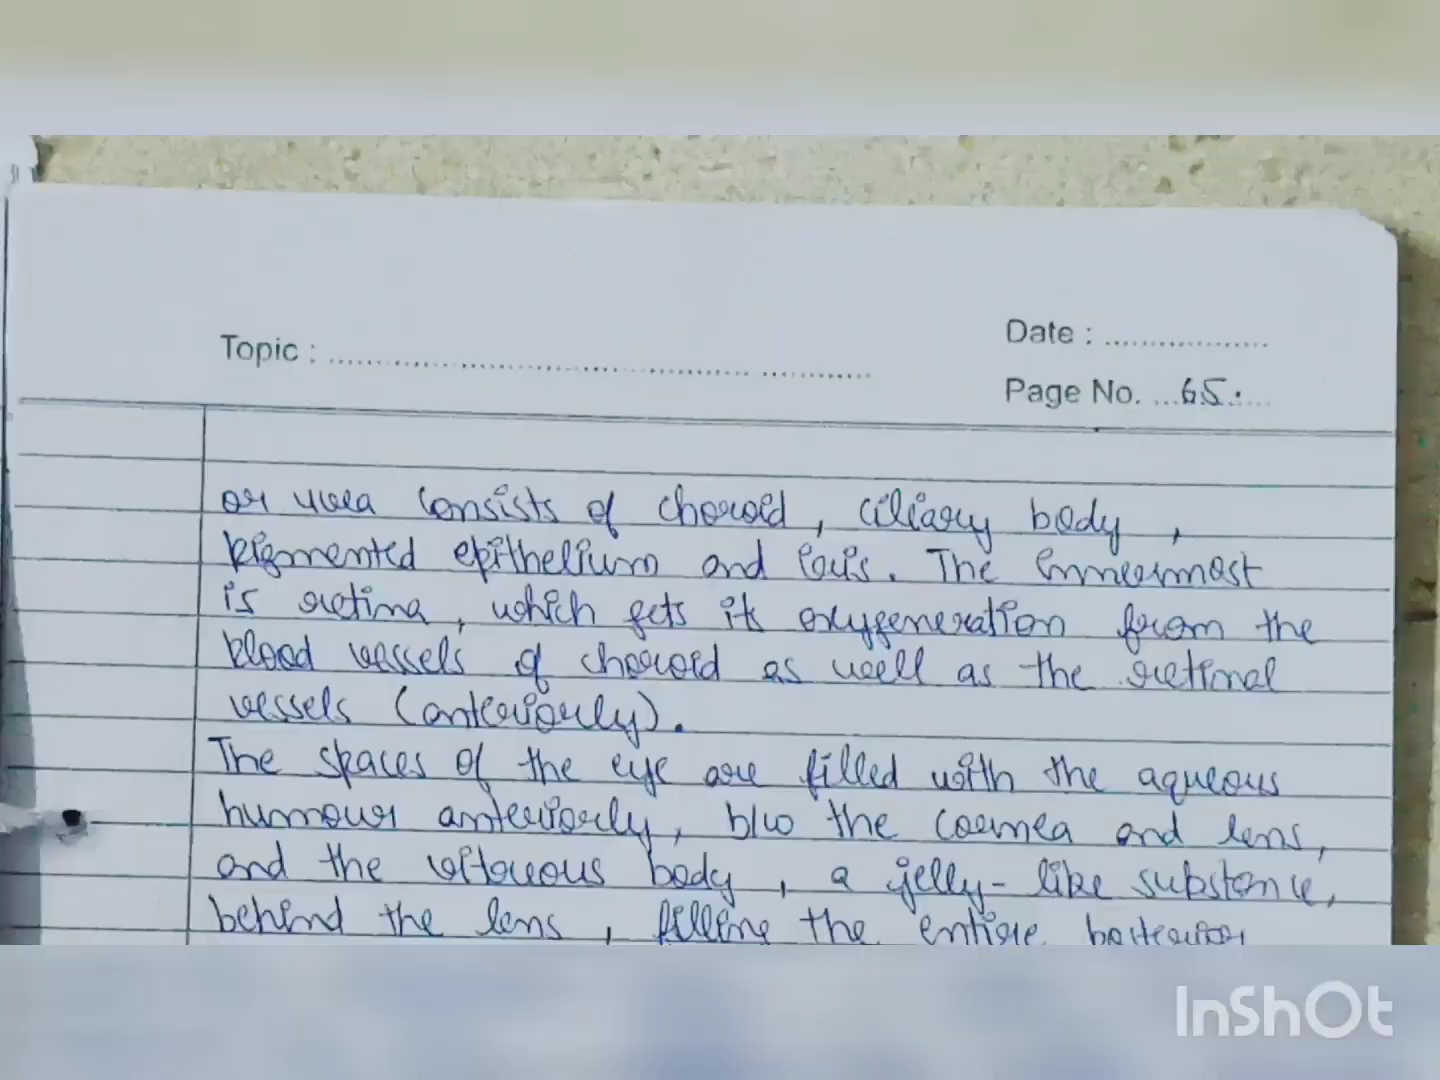 Topic : ..........................................................
Date : ..................
Page No. ...65....
or uvea consists of choroid, ciliary body,
pigmented epithelium and iris. The innermost
is retina, which gets its oxygeneration from the
blood vessels of choroid as well as the retinal
vessels (anteriorly).
The spaces of the eye are filled with the aqueous
humour anteriorly, b/w the cornea and lens,
and the vitreous body, a jelly-like substance,
behind the lens, filling the entire posterior
InShOt